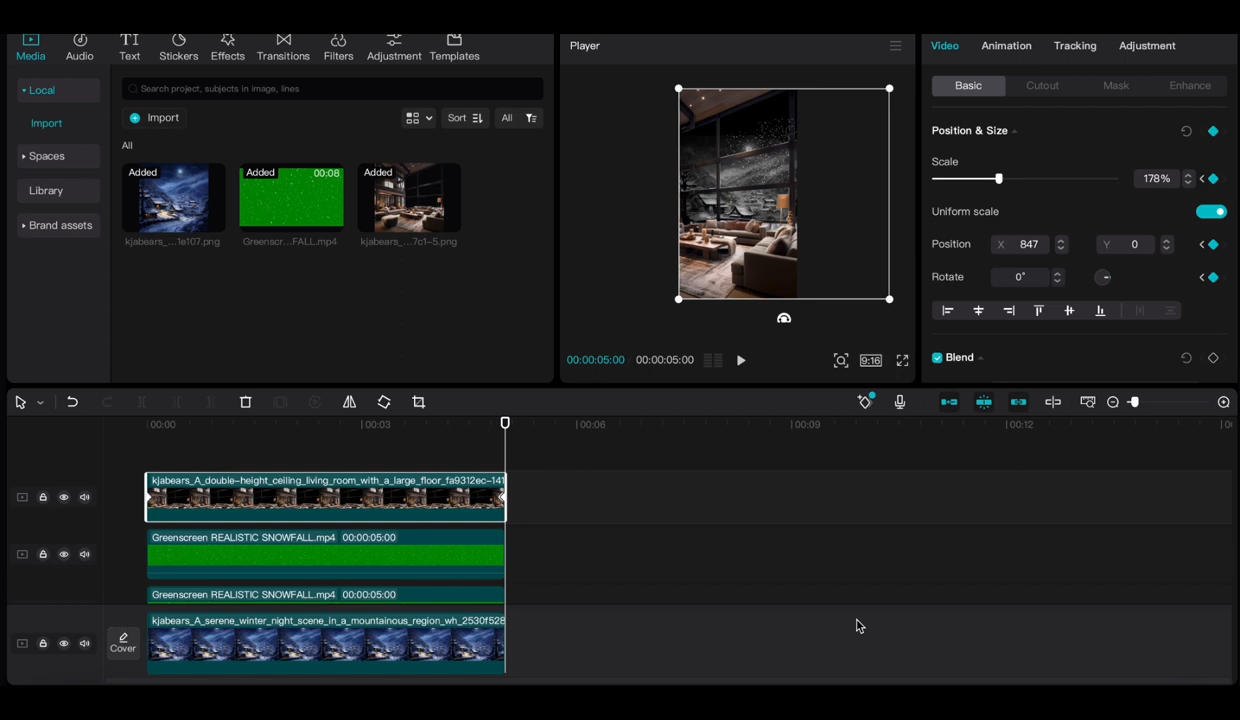 Media Audio Text Stickers Effects Transitions Filters Adjustment Templates
Local
Import
Spaces
Library
Brand assets
Search project, subjects in image, lines
Import
Sort
All
All
Added
Added 00:08
Added
kjabears_...1e107.png
Greenscr...FALL.mp4
kjabears_...7c1-5.png
Player
00:00:05:00 00:00:05:00
9:16
Video Animation Tracking Adjustment
Basic Cutout Mask Enhance
Position & Size
Scale
178%
Uniform scale
Position X 847 Y 0
Rotate 0°
Blend
00:00 00:03 00:06 00:09 00:12
kjabears_A_double-height_ceiling_living_room_with_a_large_floor_fa9312ec-141
Greenscreen REALISTIC SNOWFALL.mp4 00:00:05:00
Greenscreen REALISTIC SNOWFALL.mp4 00:00:05:00
kjabears_A_serene_winter_night_scene_in_a_mountainous_region_wh_2530f528
Cover